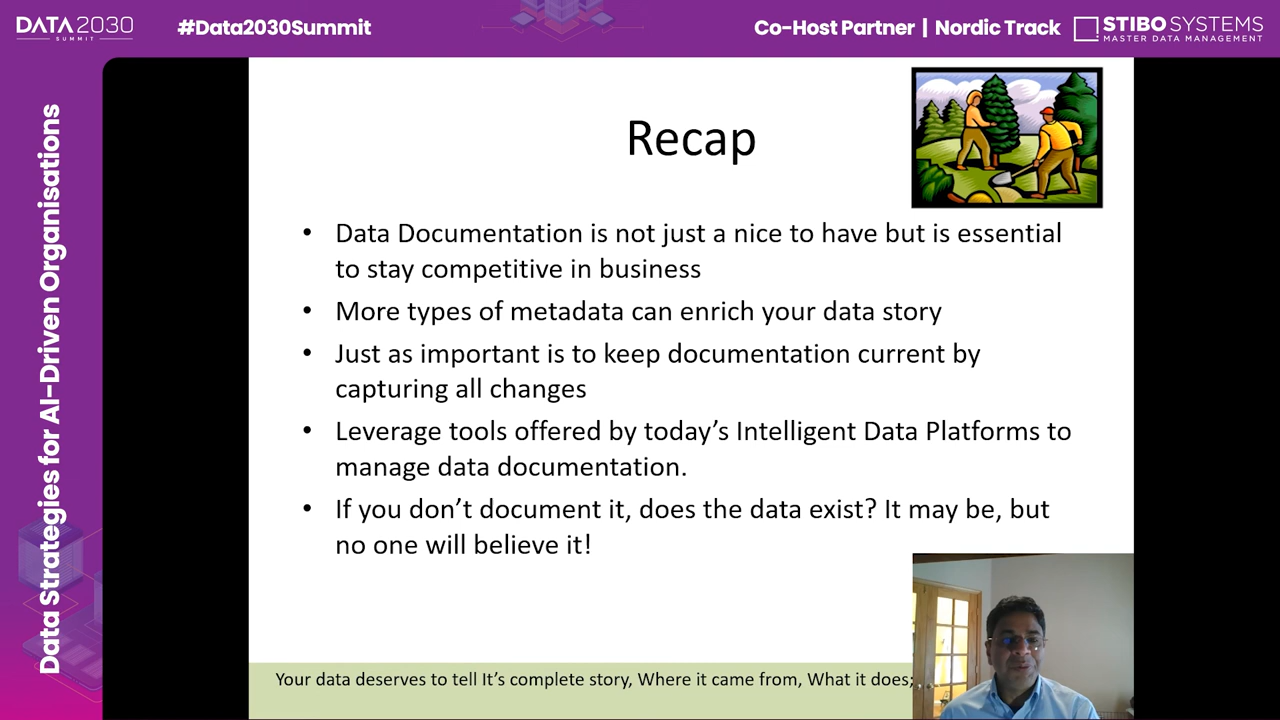 DATA2030
SUMMIT
#Data2030Summit
Co-Host Partner | Nordic Track
STIBO SYSTEMS
MASTER DATA MANAGEMENT
Data Strategies for AI-Driven Organisations
Recap
• Data Documentation is not just a nice to have but is essential
to stay competitive in business
• More types of metadata can enrich your data story
• Just as important is to keep documentation current by
capturing all changes
• Leverage tools offered by today’s Intelligent Data Platforms to
manage data documentation.
• If you don’t document it, does the data exist? It may be, but
no one will believe it!
Your data deserves to tell It’s complete story, Where it came from, What it does;